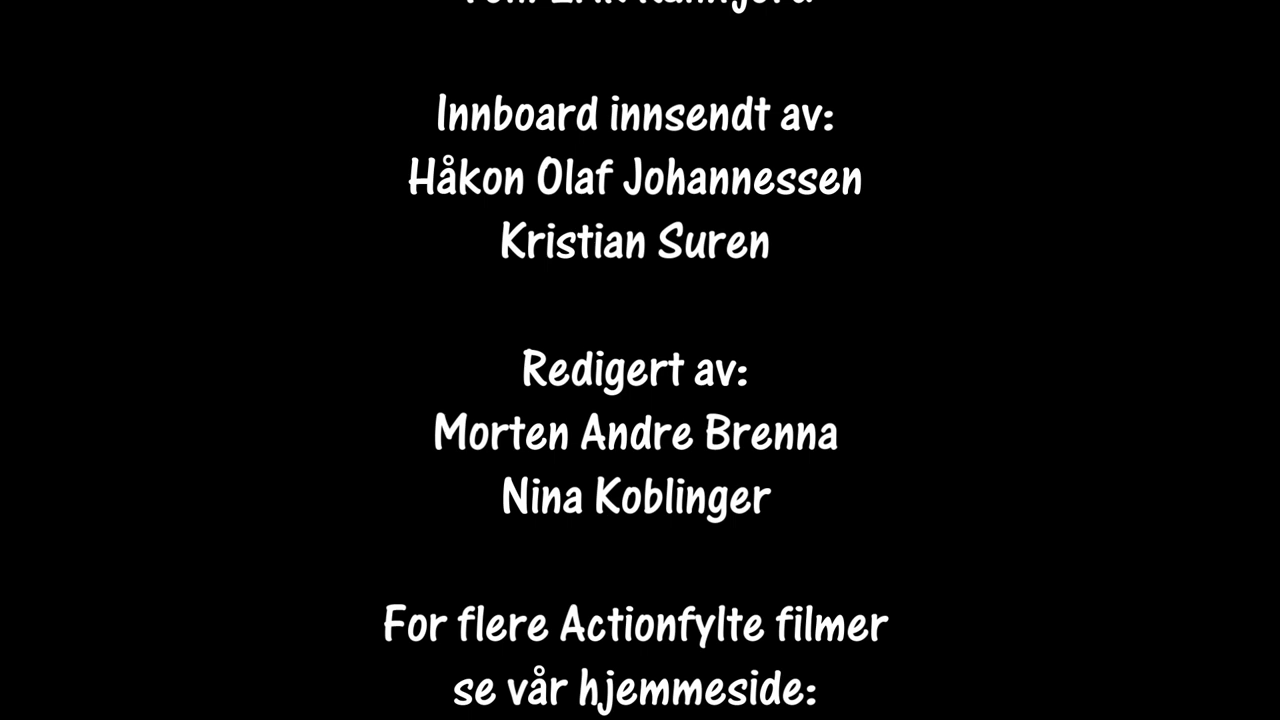 Innboard innsendt av:
Håkon Olaf Johannessen
Kristian Suren
Redigert av:
Morten Andre Brenna
Nina Koblinger
For flere Actionfylte filmer
se vår hjemmeside: